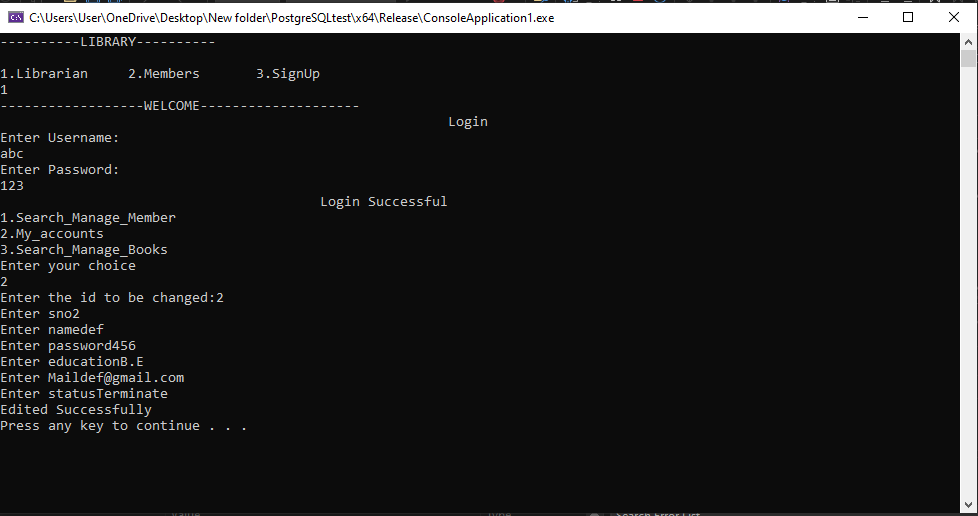 C:\Users\User\OneDrive\Desktop\New folder\PostgreSQLtest\x64\Release\ConsoleApplication1.exe
----------LIBRARY----------
1.Librarian     2.Members       3.SignUp
1
------------------WELCOME--------------------
Login
Enter Username:
abc
Enter Password:
123
Login Successful
1.Search_Manage_Member
2.My_accounts
3.Search_Manage_Books
Enter your choice
2
Enter the id to be changed:2
Enter sno2
Enter namedef
Enter password456
Enter educationB.E
Enter Maildef@gmail.com
Enter statusTerminate
Edited Successfully
Press any key to continue . . .